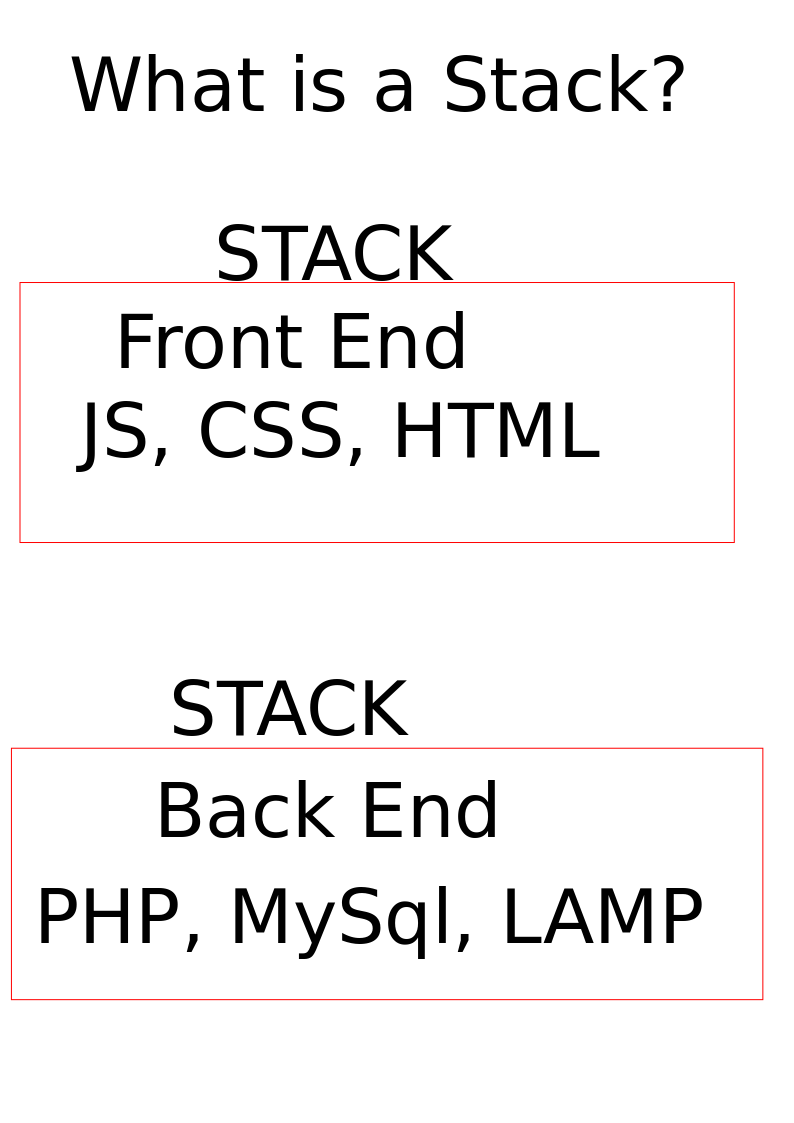 What is a Stack?
STACK
Front End
JS, CSS, HTML
STACK
Back End
PHP, MySql, LAMP